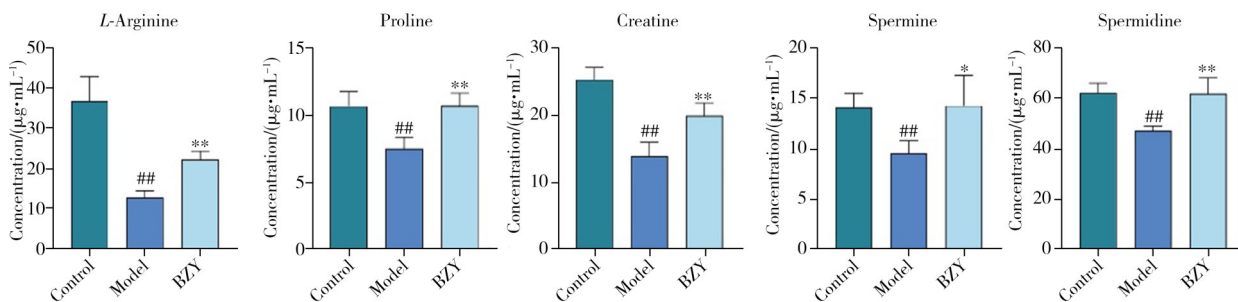 L-Arginine
Concentration/(μg•mL⁻¹)
50
40
30
20
10
0
##
**
Control
Model
BZY
Proline
Concentration/(μg•mL⁻¹)
15
10
5
0
##
**
Control
Model
BZY
Creatine
Concentration/(μg•mL⁻¹)
30
20
10
0
##
**
Control
Model
BZY
Spermine
Concentration/(μg•mL⁻¹)
20
15
10
5
0
##
*
Control
Model
BZY
Spermidine
Concentration/(μg•mL⁻¹)
80
60
40
20
0
##
**
Control
Model
BZY